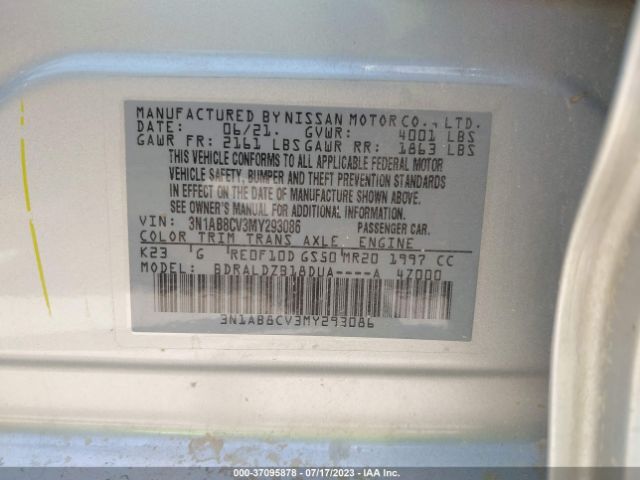 MANUFACTURED BY NISSAN MOTOR CO., LTD.
DATE: 06/21. GVWR: 4001 LBS
GAWR FR: 2161 LBS GAWR RR: 1863 LBS
THIS VEHICLE CONFORMS TO ALL APPLICABLE FEDERAL MOTOR
VEHICLE SAFETY, BUMPER AND THEFT PREVENTION STANDARDS
IN EFFECT ON THE DATE OF MANUFACTURE SHOWN ABOVE.
SEE OWNER'S MANUAL FOR ADDITIONAL INFORMATION.
VIN: 3N1AB8CV3MY293086 PASSENGER CAR.
COLOR TRIM TRANS AXLE ENGINE
K23 G RE0F10D GS50 MR20 1997 CC
MODEL: BDRALDZB18DUA----A 47000
3N1AB8CV3MY293086
000-37095878 - 07/17/2023 - IAA Inc.